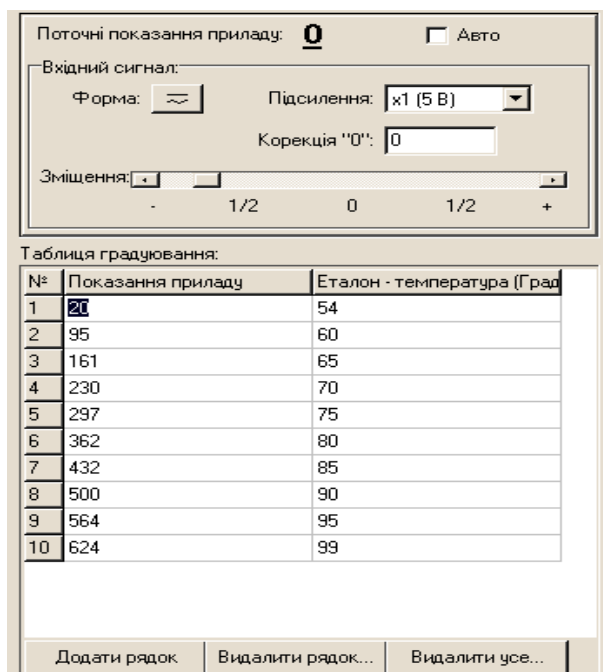 Поточні показання приладу: 0 Авто
Вхідний сигнал:
Форма: Підсилення: x1 (5 В)
Корекція "0": 0
Зміщення:
- 1/2 0 1/2 +
Таблиця градуювання:
№ Показання приладу Еталон - температура (Град
1 20 54
2 95 60
3 161 65
4 230 70
5 297 75
6 362 80
7 432 85
8 500 90
9 564 95
10 624 99
Додати рядок Видалити рядок... Видалити усе...